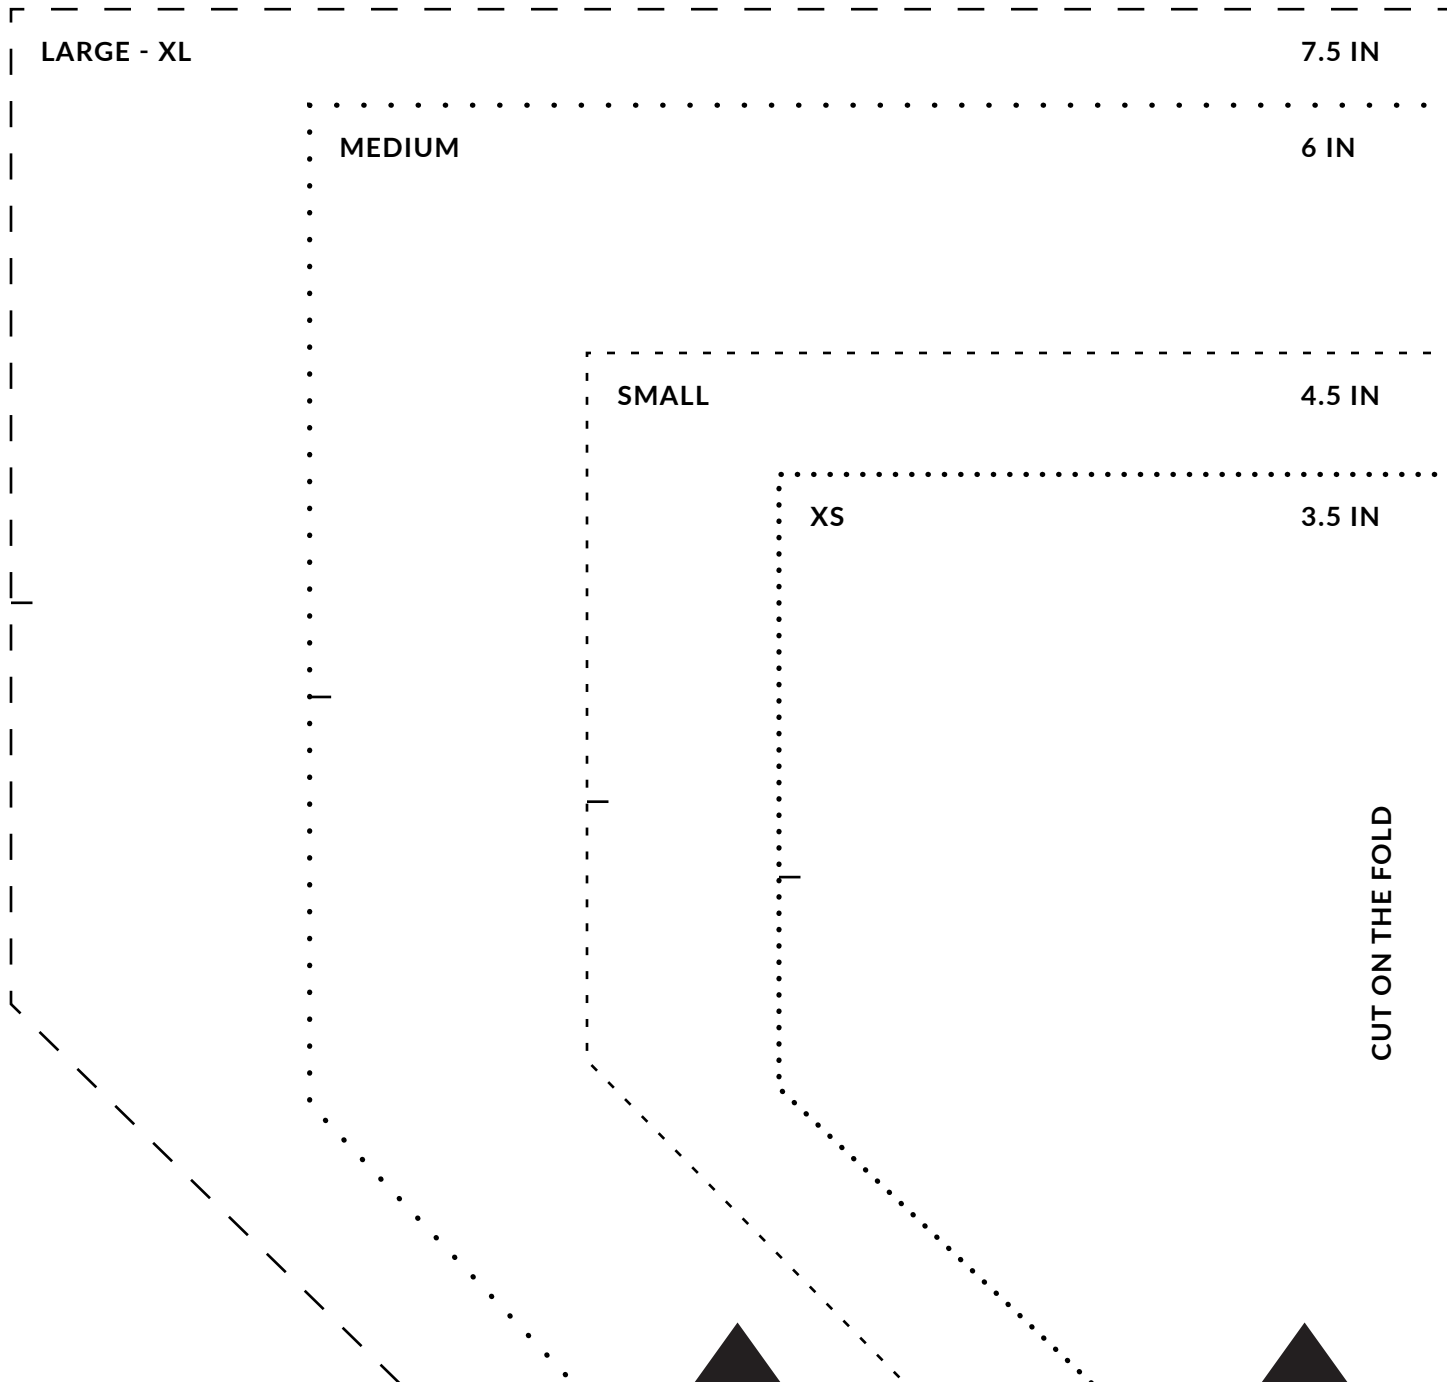 LARGE - XL 7.5 IN
MEDIUM 6 IN
SMALL 4.5 IN
XS 3.5 IN
CUT ON THE FOLD